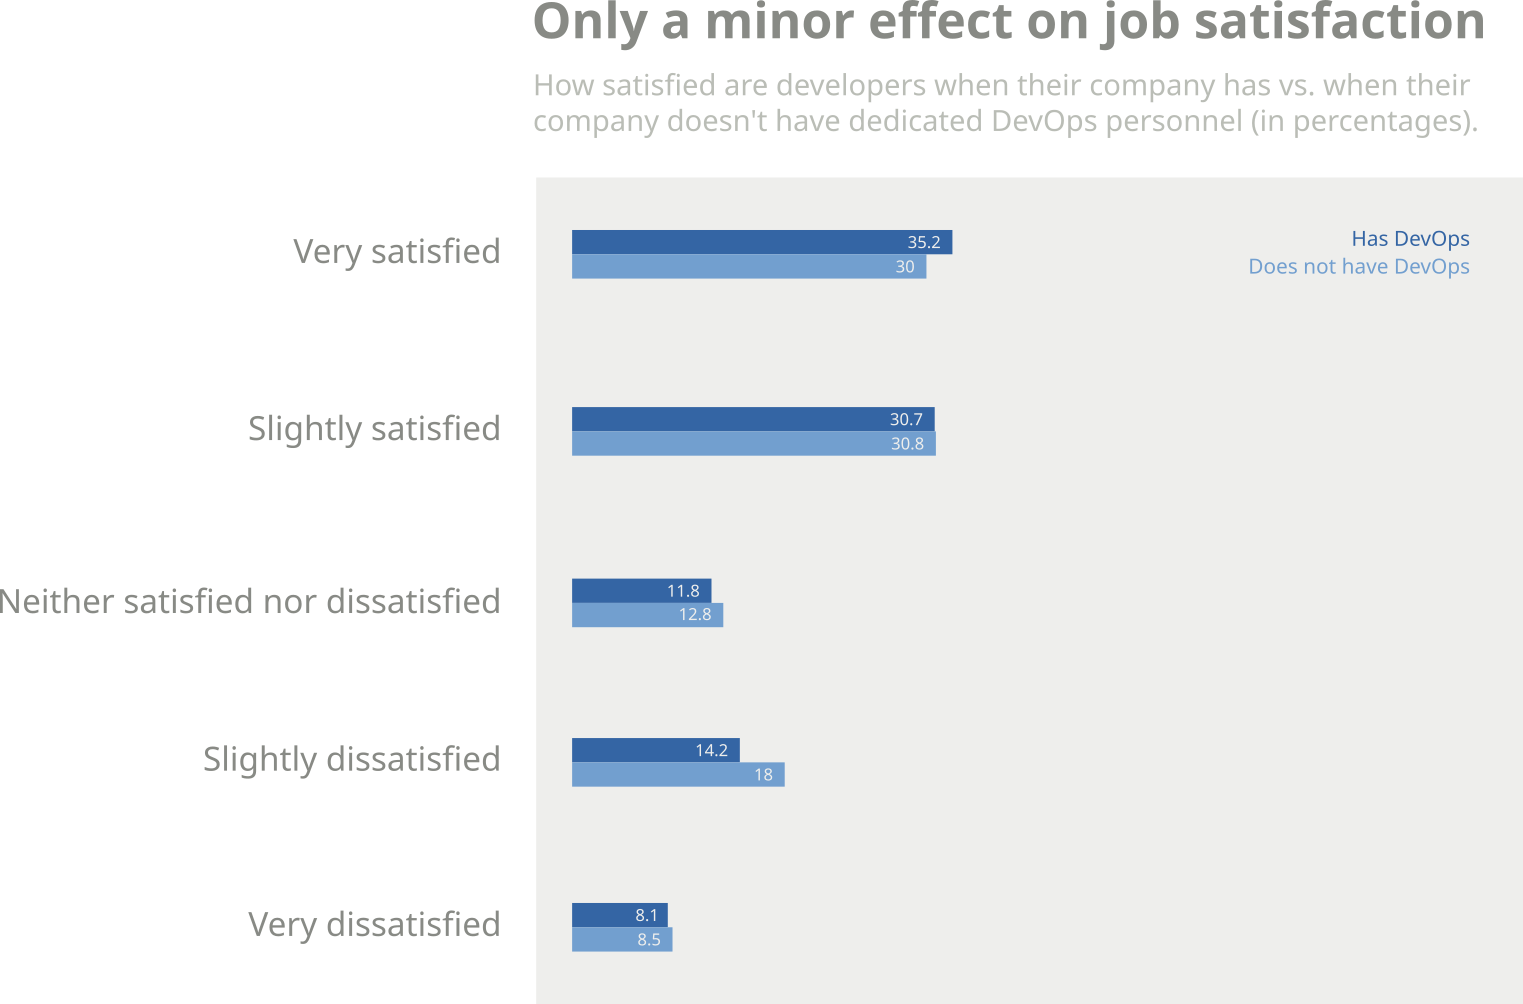 Only a minor effect on job satisfaction
How satisfied are developers when their company has vs. when their
company doesn't have dedicated DevOps personnel (in percentages).
Has DevOps
Does not have DevOps
Very satisfied
35.2
30
Slightly satisfied
30.7
30.8
Neither satisfied nor dissatisfied
11.8
12.8
Slightly dissatisfied
14.2
18
Very dissatisfied
8.1
8.5